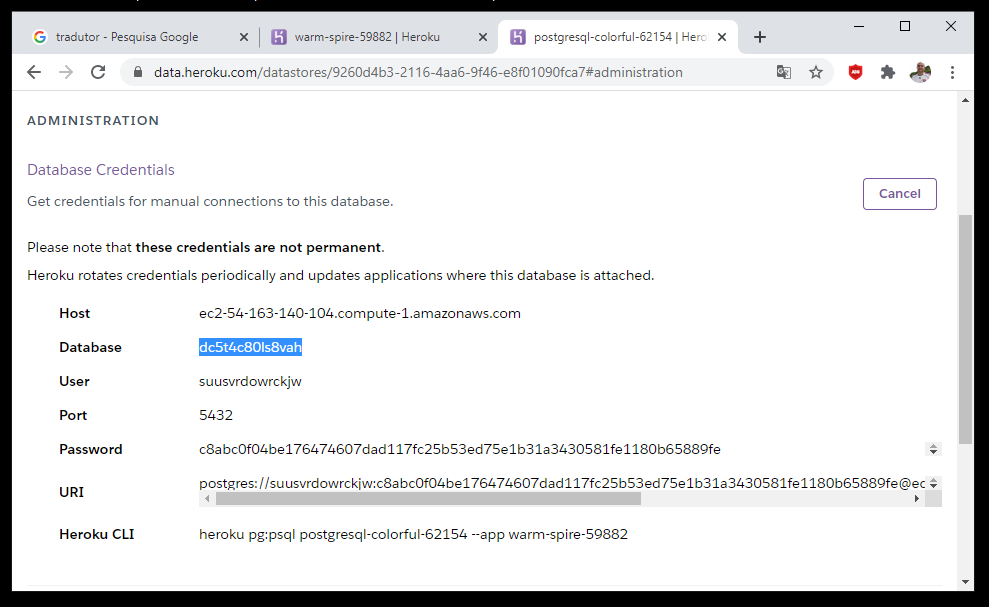 tradutor - Pesquisa Google
warm-spire-59882 | Heroku
postgresql-colorful-62154 | Hero
data.heroku.com/datastores/9260d4b3-2116-4aa6-9f46-e8f01090fca7#administration
ADMINISTRATION
Database Credentials
Get credentials for manual connections to this database.
Cancel
Please note that these credentials are not permanent.
Heroku rotates credentials periodically and updates applications where this database is attached.
Host ec2-54-163-140-104.compute-1.amazonaws.com
Database dc5t4c80ls8vah
User suusvrdowrckjw
Port 5432
Password c8abc0f04be176474607dad117fc25b53ed75e1b31a3430581fe1180b65889fe
URI postgres://suusvrdowrckjw:c8abc0f04be176474607dad117fc25b53ed75e1b31a3430581fe1180b65889fe@ec
Heroku CLI heroku pg:psql postgresql-colorful-62154 --app warm-spire-59882